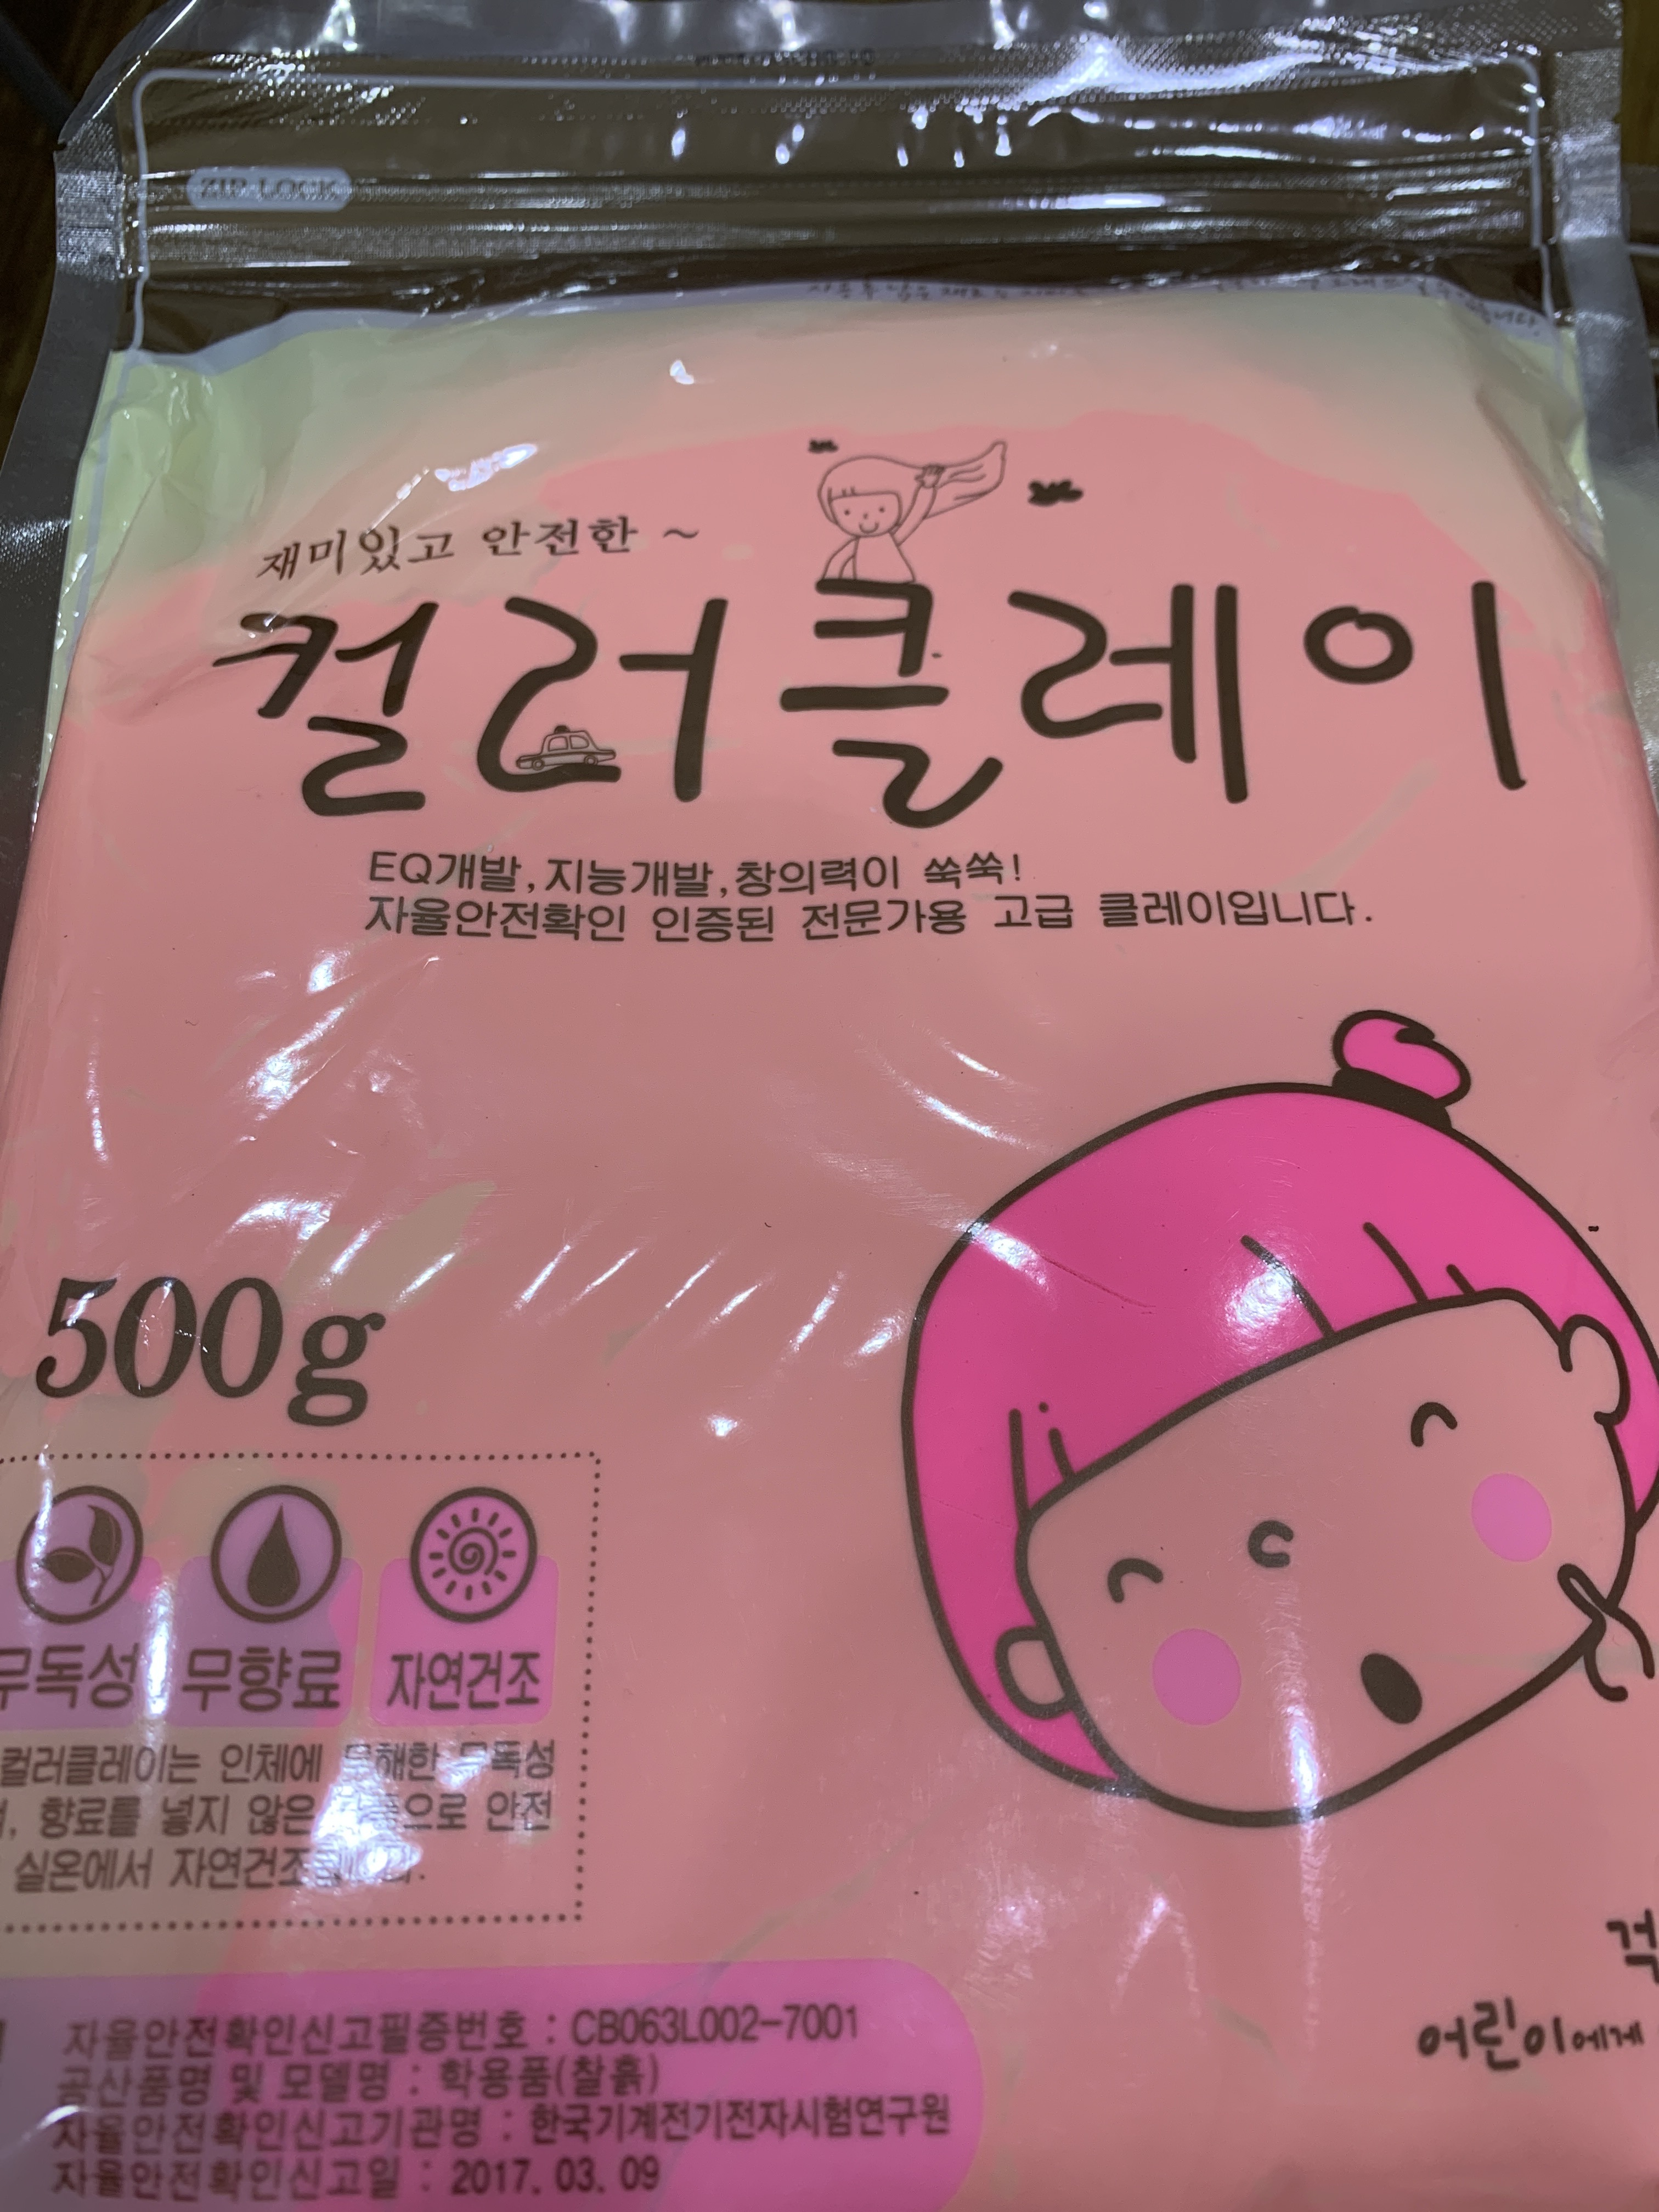 ZIP-LOCK
재미있고 안전한 ~
컬러클레이
EQ개발,지능개발,창의력이 쑥쑥!
자율안전확인 인증된 전문가용 고급 클레이입니다.
500g
무독성 무향료 자연건조
컬러클레이는 인체에 무해한 무독성
향료를 넣지 않은 안전
실온에서 자연건조
어린이에게
자율안전확인신고필증번호 : CB063L002-7001
공산품명 및 모델명 : 학용품(찰흙)
자율안전확인신고기관명 : 한국기계전기전자시험연구원
자율안전확인신고일 : 2017. 03. 09